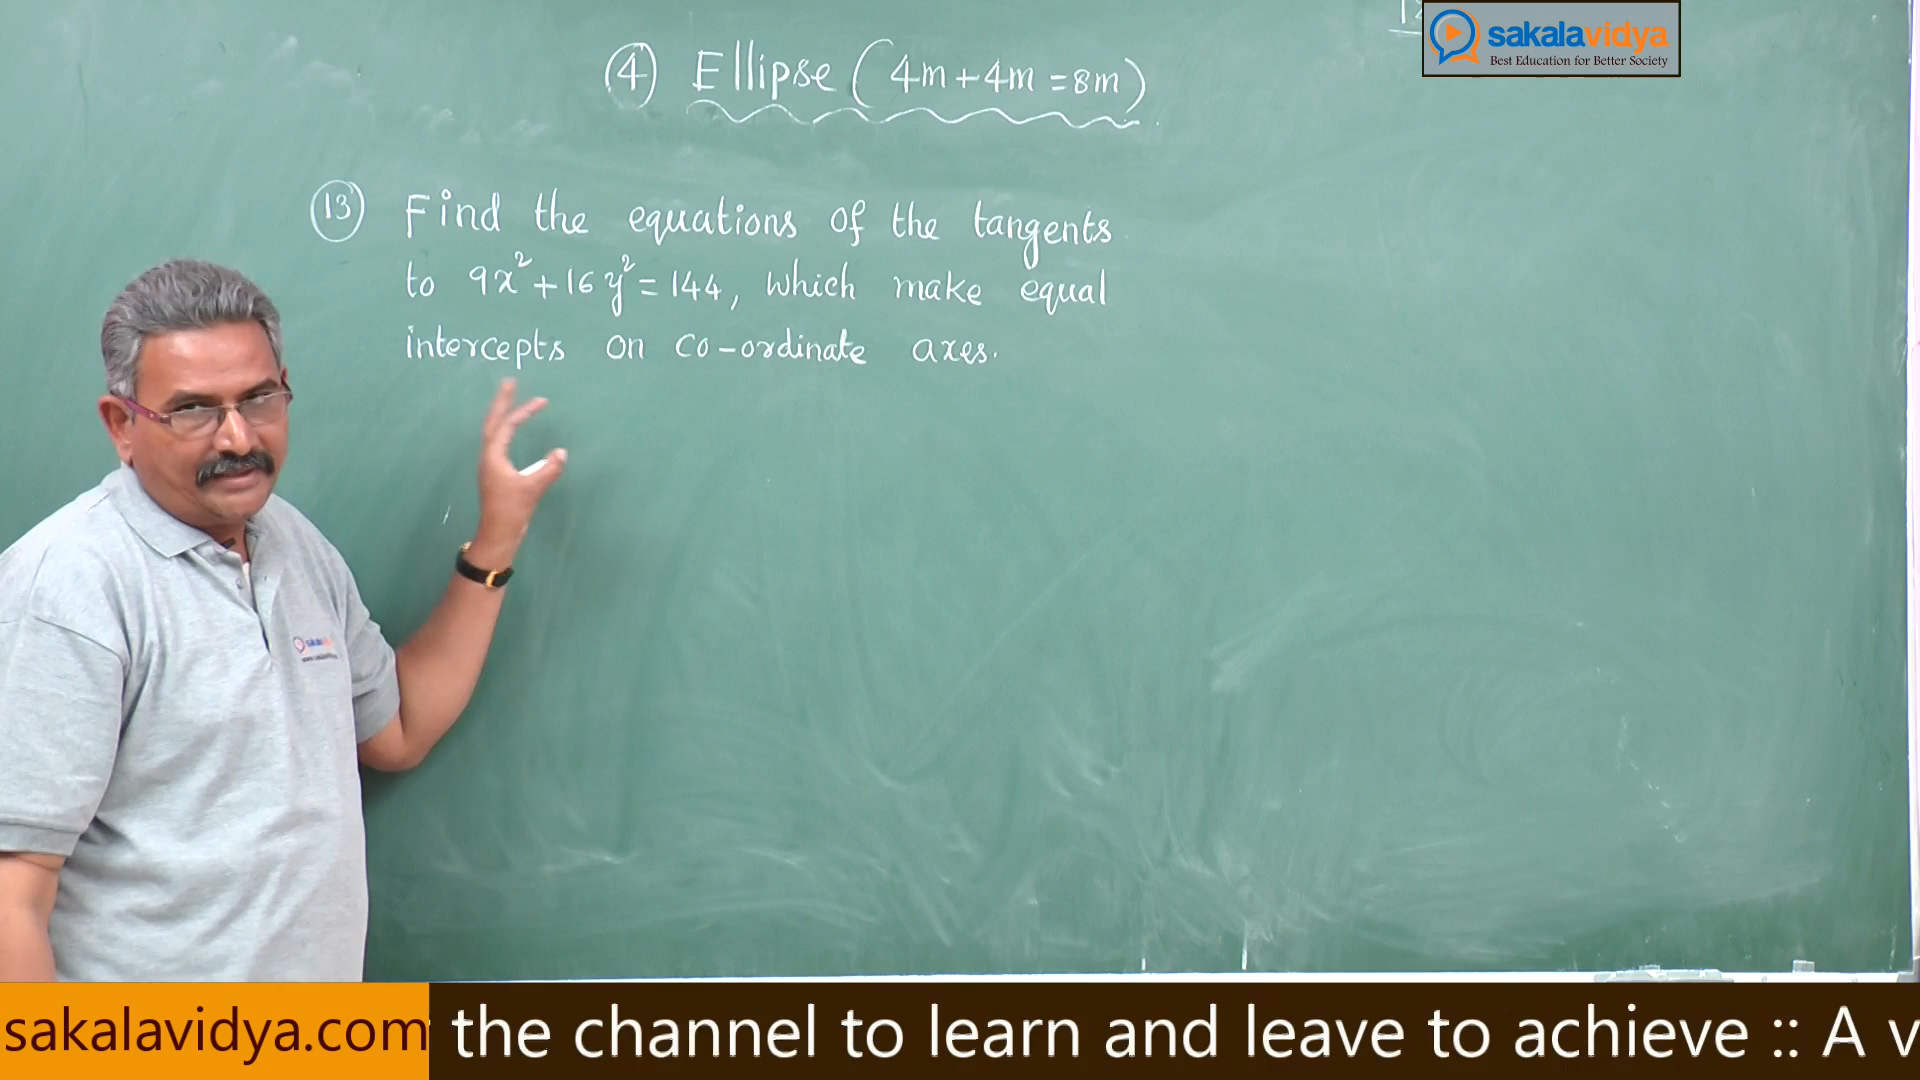 sakalavidya
Best Education for Better Society
(4) Ellipse (4m+4m=8m)
(13) Find the equations of the tangents
to 9x²+16y²=144, which make equal
intercepts on co-ordinate axes.
sakalavidya.com the channel to learn and leave to achieve :: A